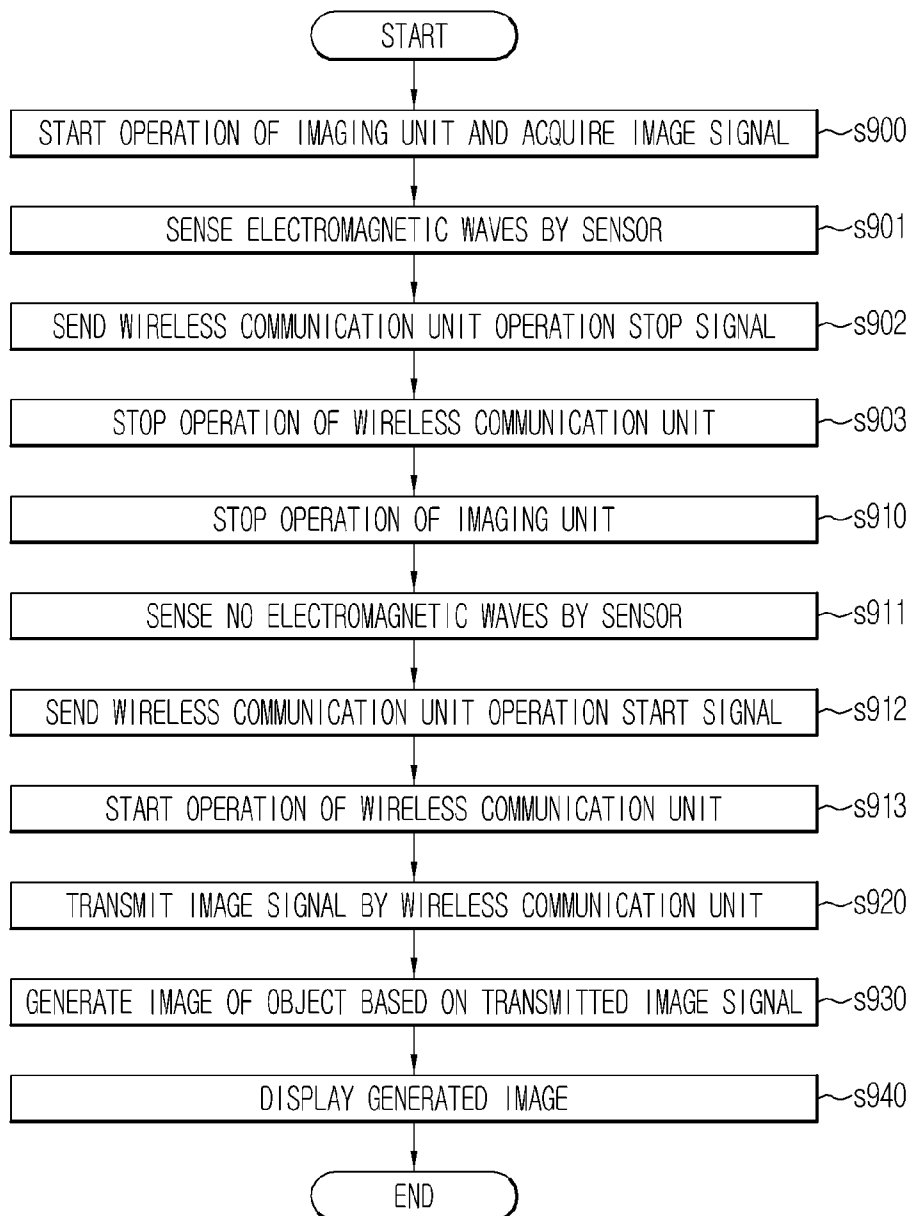 START
START OPERATION OF IMAGING UNIT AND ACQUIRE IMAGE SIGNAL s900
SENSE ELECTROMAGNETIC WAVES BY SENSOR s901
SEND WIRELESS COMMUNICATION UNIT OPERATION STOP SIGNAL s902
STOP OPERATION OF WIRELESS COMMUNICATION UNIT s903
STOP OPERATION OF IMAGING UNIT s910
SENSE NO ELECTROMAGNETIC WAVES BY SENSOR s911
SEND WIRELESS COMMUNICATION UNIT OPERATION START SIGNAL s912
START OPERATION OF WIRELESS COMMUNICATION UNIT s913
TRANSMIT IMAGE SIGNAL BY WIRELESS COMMUNICATION UNIT s920
GENERATE IMAGE OF OBJECT BASED ON TRANSMITTED IMAGE SIGNAL s930
DISPLAY GENERATED IMAGE s940
END